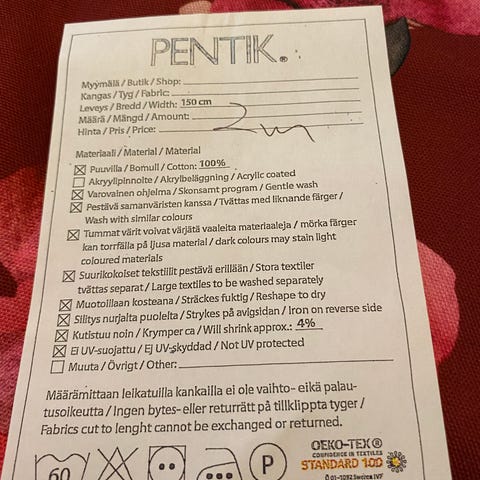 PENTIK®
Myymälä / Butik / Shop:
Kangas / Tyg / Fabric:
Leveys / Bredd / Width: 150 cm
Määrä / Mängd / Amount: 2 m
Hinta / Pris / Price:
Materiaali / Material / Material
Puuvilla / Bomull / Cotton: 100%
Akryylipinnoite / Akrylbeläggning / Acrylic coated
Varovainen ohjelma / Skonsamt program / Gentle wash
Pestävä samanväristen kanssa / Tvättas med liknande färger /
Wash with similar colours
Tummat värit voivat värjätä vaaleita materiaaleja / mörka färger
kan torrfälla på ljusa material / dark colours may stain light
coloured materials
Suurikokoiset tekstiilit pestävä erillään / Stora textiler
tvättas separat / Large textiles to be washed separately
Muotoillaan kosteana / Sträckes fuktig / Reshape to dry
Silitys nurjalta puolelta / Strykes på avigsidan / Iron on reverse side
Kutistuu noin / Krymper ca / Will shrink approx.: 4%
Ei UV-suojattu / Ej UV-skyddad / Not UV protected
Muuta / Övrigt / Other:
Määrämittaan leikatuilla kankailla ei ole vaihto- eikä palau-
tusoikeutta / Ingen bytes- eller returrätt på tillklippta tyger /
Fabrics cut to lenght cannot be exchanged or returned.
60
P
OEKO-TEX®
CONFIDENCE IN TEXTILES
STANDARD 100